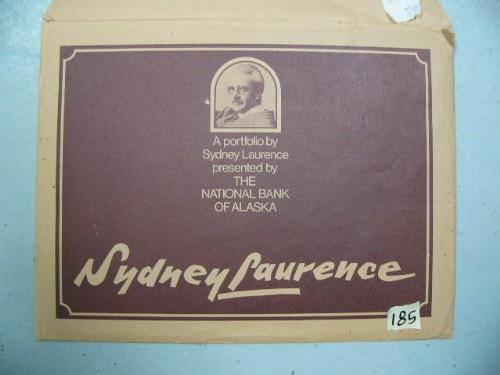 A portfolio by
Sydney Laurence
presented by
THE
NATIONAL BANK
OF ALASKA
Sydney Laurence
185